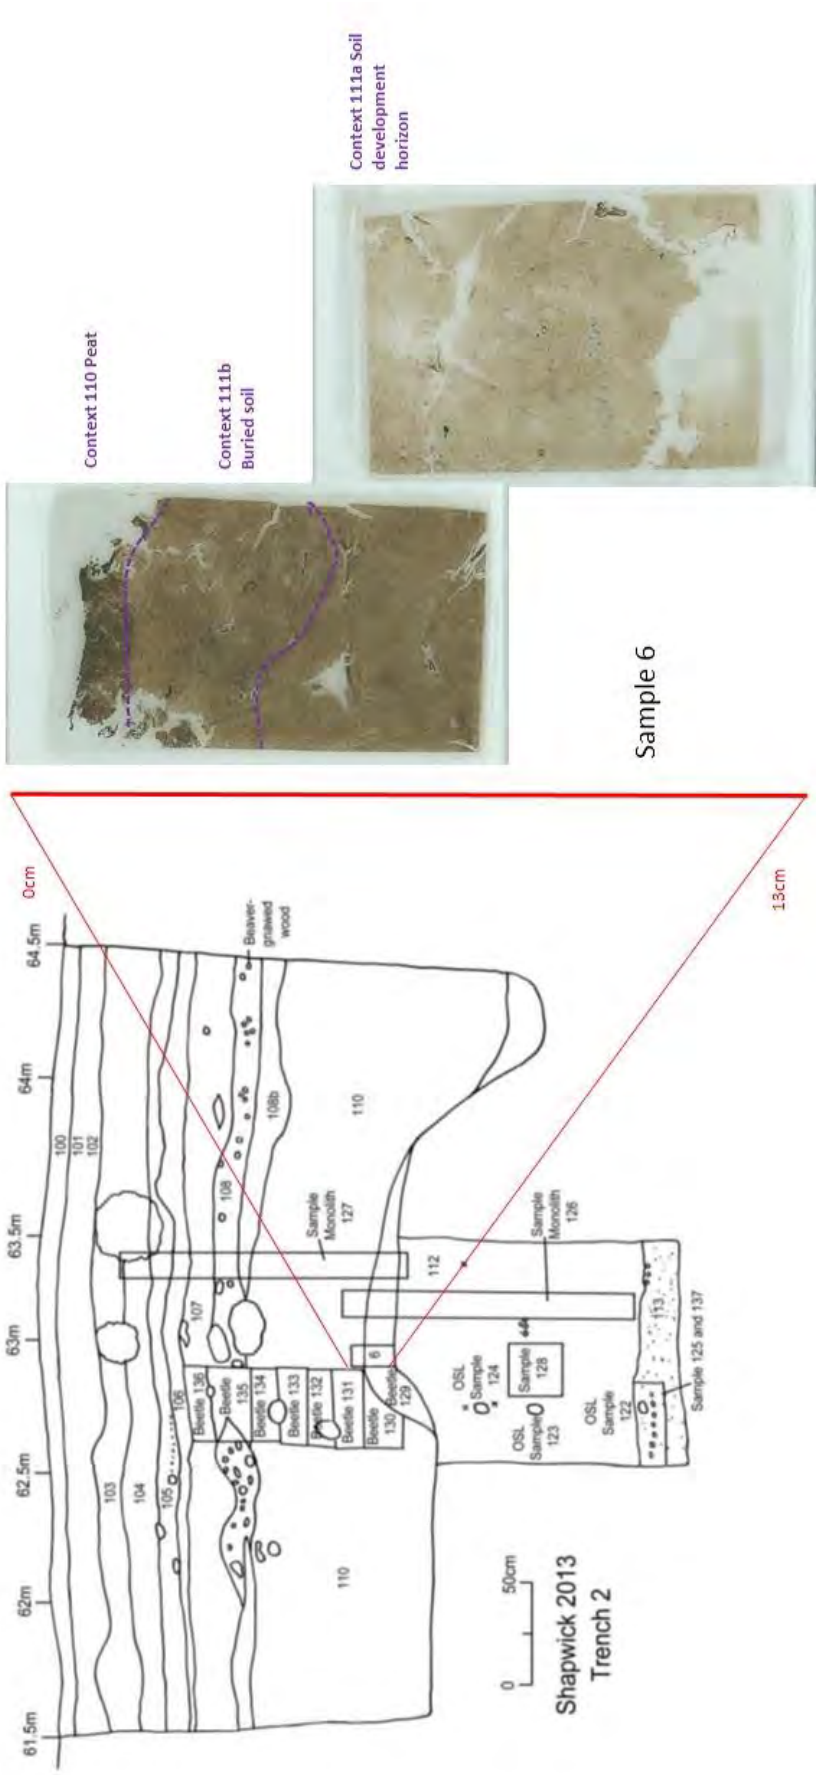 61.5m
62m
62.5m
63m
63.5m
64m
64.5m
100
101
102
103
104
105
106
107
108
108b
110
110
112
113
Beaver-
gnawed
wood
Beetle 136
Beetle
135
Beetle 134
Beetle 133
Beetle 132
Beetle 131
Beetle
130
Beetle
129
6
Sample
Monolith
127
Sample
Monolith
126
OSL
Sample
124
Sample
128
OSL
Sample
123
OSL
Sample
122
Sample 125 and 137
0
50cm
Shapwick 2013
Trench 2
0cm
13cm
Sample 6
Context 110 Peat
Context 111b
Buried soil
Context 111a Soil
development
horizon